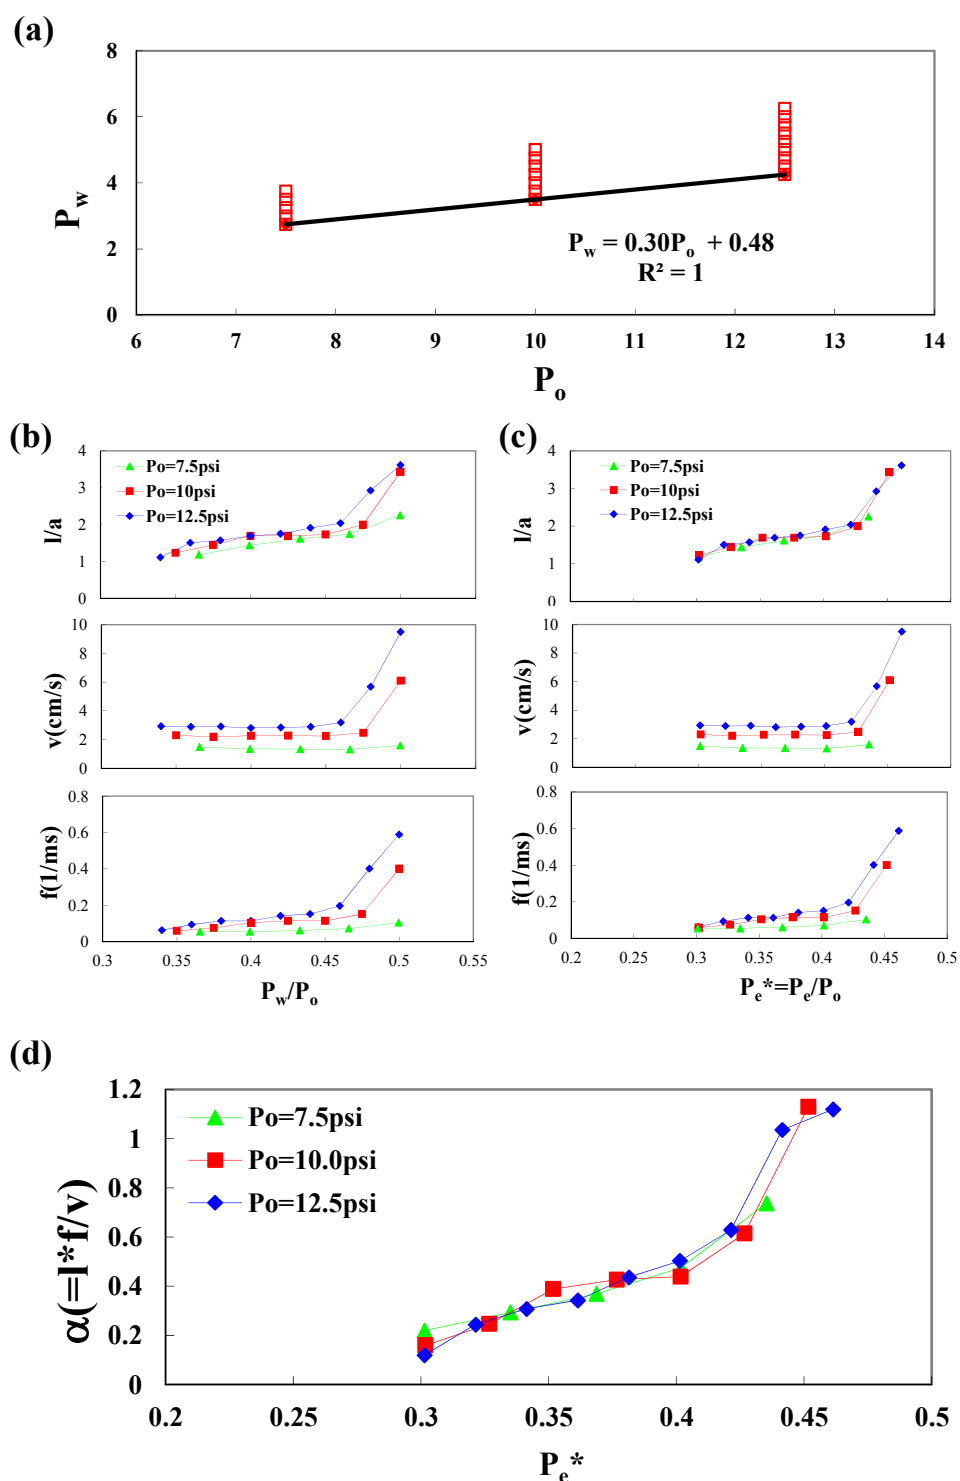 (a)
8
6
4
2
0
P_w
6 7 8 9 10 11 12 13 14
P_o
P_w = 0.30P_o + 0.48
R² = 1
(b)
4
3
2
1
0
l/a
Po=7.5psi
Po=10psi
Po=12.5psi
10
8
6
4
2
0
v(cm/s)
0.8
0.6
0.4
0.2
0
f(1/ms)
0.3 0.35 0.4 0.45 0.5 0.55
P_w/P_o
(c)
4
3
2
1
0
l/a
Po=7.5psi
Po=10psi
Po=12.5psi
10
8
6
4
2
0
v(cm/s)
0.8
0.6
0.4
0.2
0
f(1/ms)
0.2 0.25 0.3 0.35 0.4 0.45 0.5
P_e*=P_e/P_o
(d)
1.2
1
0.8
0.6
0.4
0.2
0
α(=l*f/v)
Po=7.5psi
Po=10.0psi
Po=12.5psi
0.2 0.25 0.3 0.35 0.4 0.45 0.5
P_e*